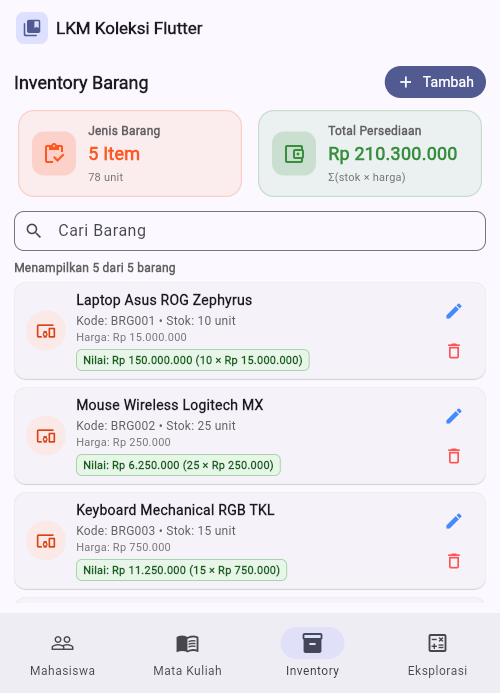 LKM Koleksi Flutter
Inventory Barang
Tambah
Jenis Barang
5 Item
78 unit
Total Persediaan
Rp 210.300.000
Σ(stok × harga)
Cari Barang
Menampilkan 5 dari 5 barang
Laptop Asus ROG Zephyrus
Kode: BRG001 • Stok: 10 unit
Harga: Rp 15.000.000
Nilai: Rp 150.000.000 (10 × Rp 15.000.000)
Mouse Wireless Logitech MX
Kode: BRG002 • Stok: 25 unit
Harga: Rp 250.000
Nilai: Rp 6.250.000 (25 × Rp 250.000)
Keyboard Mechanical RGB TKL
Kode: BRG003 • Stok: 15 unit
Harga: Rp 750.000
Nilai: Rp 11.250.000 (15 × Rp 750.000)
Mahasiswa
Mata Kuliah
Inventory
Eksplorasi